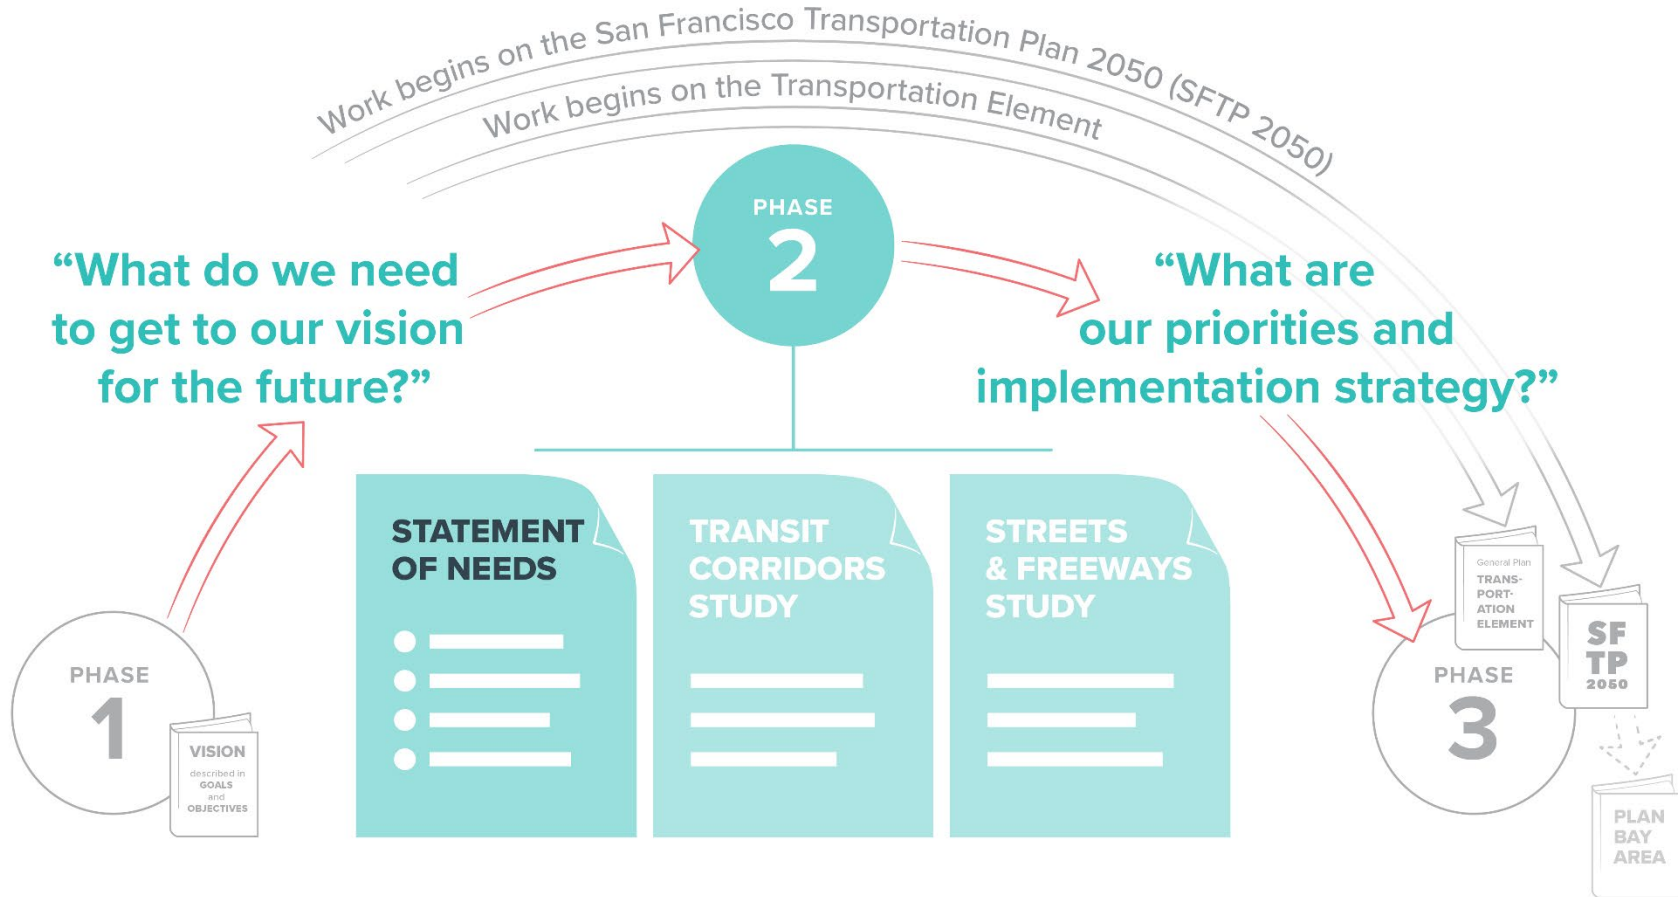 Work begins on the San Francisco Transportation Plan 2050 (SFTP 2050)
Work begins on the Transportation Element
“What do we need
to get to our vision
for the future?”
PHASE
2
“What are
our priorities and
implementation strategy?”
STATEMENT
OF NEEDS
TRANSIT
CORRIDORS
STUDY
STREETS
& FREEWAYS
STUDY
PHASE
1
VISION
described in
GOALS
and
OBJECTIVES
General Plan
TRANS-
PORT-
ATION
ELEMENT
SF
TP
2050
PHASE
3
PLAN
BAY
AREA